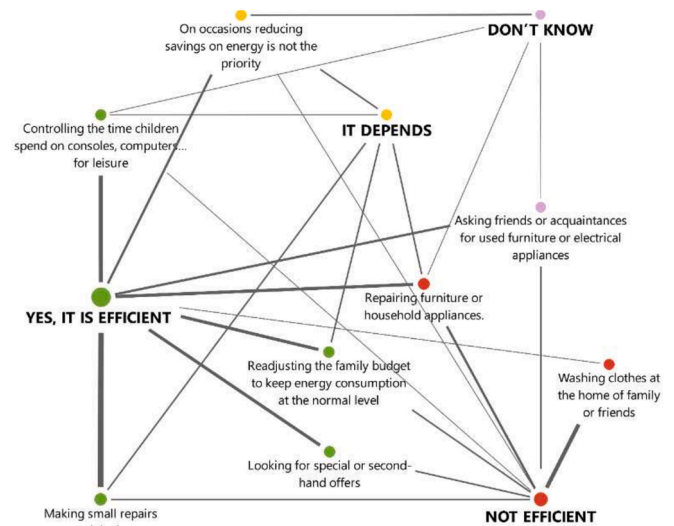 On occasions reducing
savings on energy is not the
priority
DON'T KNOW
Controlling the time children
spend on consoles, computers...
for leisure
IT DEPENDS
Asking friends or acquaintances
for used furniture or electrical
appliances
YES, IT IS EFFICIENT
Repairing furniture or
household appliances.
Readjusting the family budget
to keep energy consumption
at the normal level
Washing clothes at
the home of family
or friends
Looking for special or second-
hand offers
Making small repairs
NOT EFFICIENT